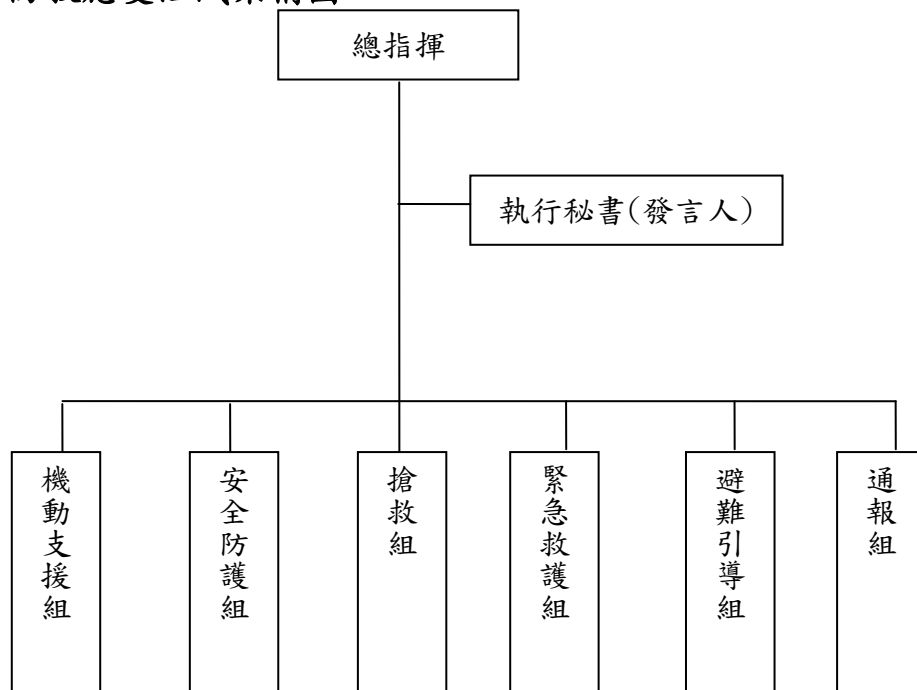 總指揮
執行秘書(發言人)
機動支援組
安全防護組
搶救組
緊急救護組
避難引導組
通報組